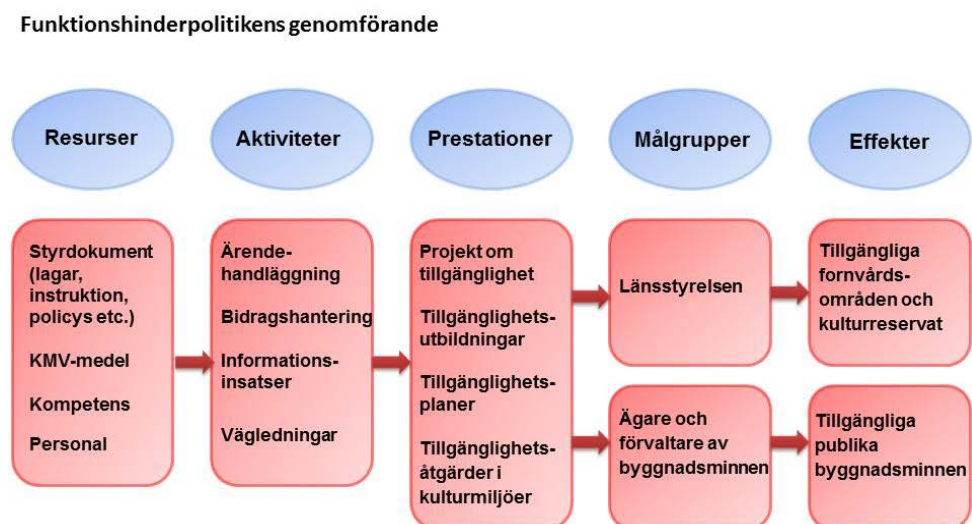 Funktionshinderpolitikens genomförande
Resurser
Aktiviteter
Prestationer
Målgrupper
Effekter
Styrdokument
(lagar,
instruktion,
policys etc.)
KMV-medel
Kompetens
Personal
Ärende-
handläggning
Bidragshantering
Informations-
insatser
Vägledningar
Projekt om
tillgänglighet
Tillgänglighets-
utbildningar
Tillgänglighets-
planer
Tillgänglighets-
åtgärder i
kulturmiljöer
Länsstyrelsen
Ägare och
förvaltare av
byggnadsminnen
Tillgängliga
fornvårds-
områden och
kulturreservat
Tillgängliga
publika
byggnadsminnen